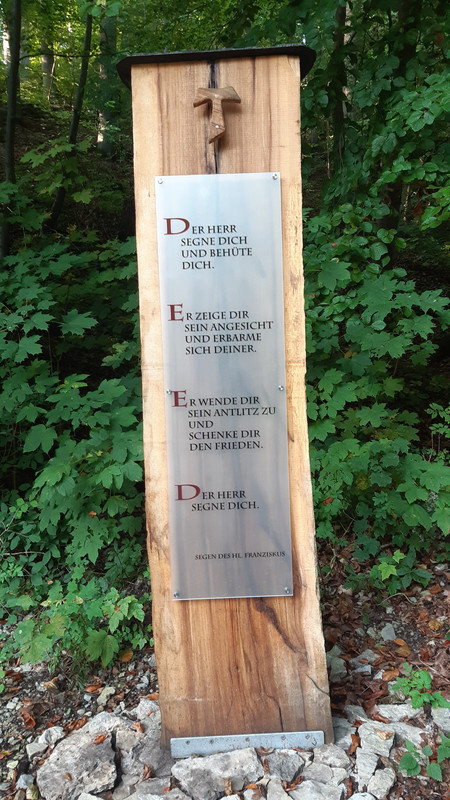 DER HERR
SEGNE DICH
UND BEHÜTE
DICH.
ER ZEIGE DIR
SEIN ANGESICHT
UND ERBARME
SICH DEINER.
ER WENDE DIR
SEIN ANTLITZ ZU
UND
SCHENKE DIR
DEN FRIEDEN.
DER HERR
SEGNE DICH.
SEGEN DES HL. FRANZISKUS